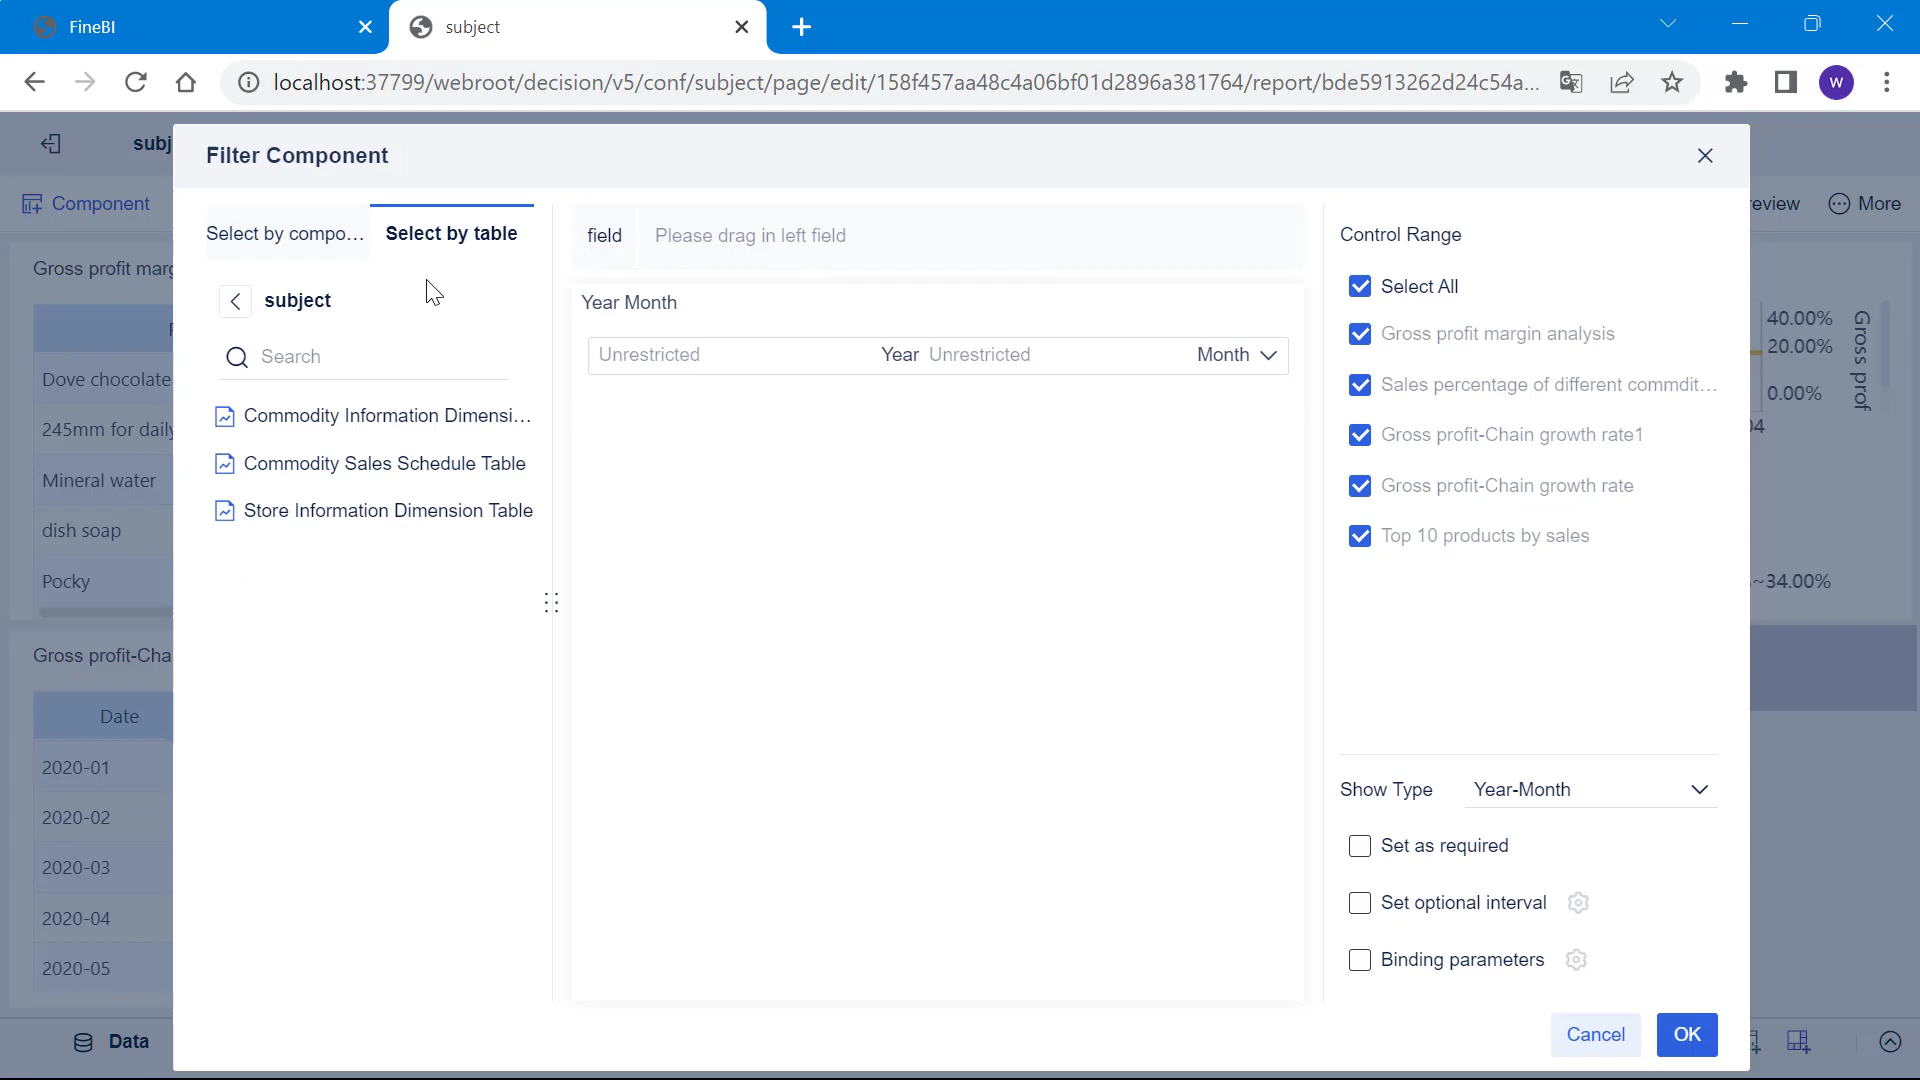 FineBI
subject
localhost:37799/webroot/decision/v5/conf/subject/page/edit/158f457aa48c4a06bf01d2896a381764/report/bde5913262d24c54a...
W
subj
Filter Component
Component
eview
More
Select by compo...
Select by table
field
Please drag in left field
Control Range
Gross profit marg
subject
Year Month
Select All
Search
Unrestricted
Year
Unrestricted
Month
Gross profit margin analysis
40.00%
20.00%
0.00%
Gross prof
04
Dove chocolate
245mm for daily
Mineral water
dish soap
Pocky
Commodity Information Dimensi...
Commodity Sales Schedule Table
Store Information Dimension Table
Sales percentage of different commdit...
Gross profit-Chain growth rate1
Gross profit-Chain growth rate
Top 10 products by sales
~34.00%
Gross profit-Cha
Date
2020-01
2020-02
2020-03
2020-04
2020-05
Show Type
Year-Month
Set as required
Set optional interval
Binding parameters
Cancel
OK
Data